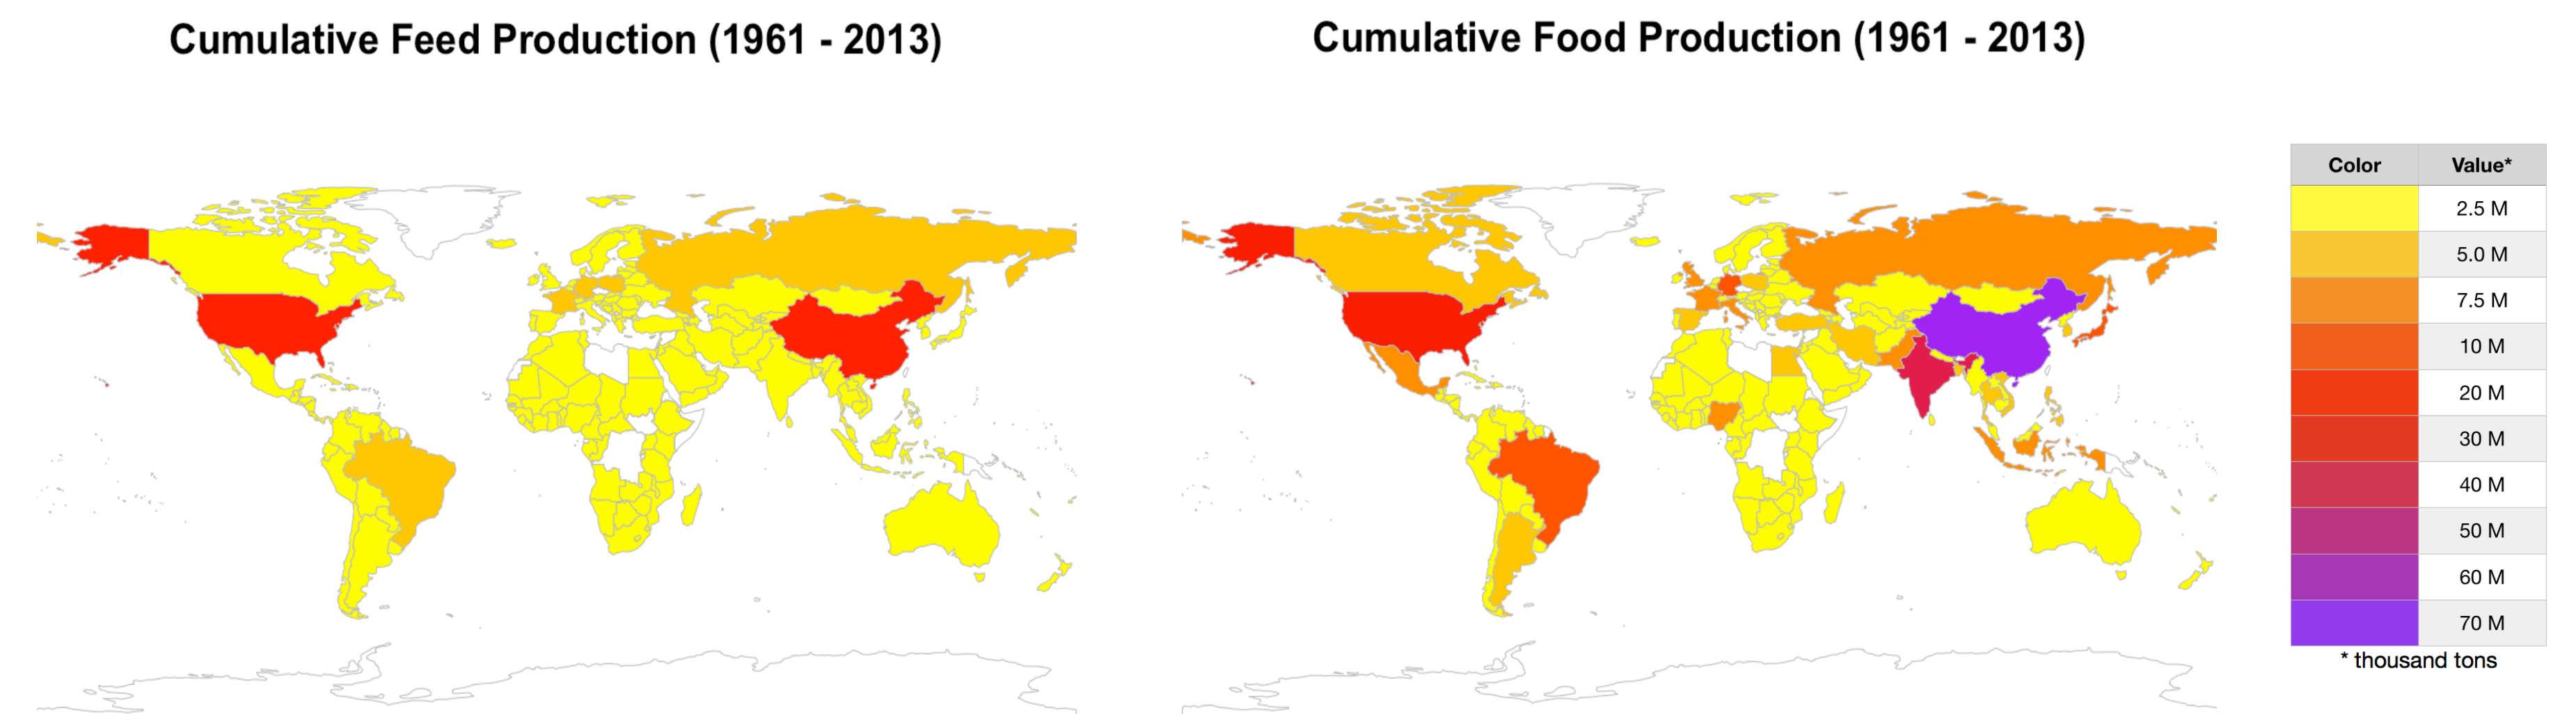 Cumulative Feed Production (1961 - 2013)
Cumulative Food Production (1961 - 2013)
Color Value*
2.5 M
5.0 M
7.5 M
10 M
20 M
30 M
40 M
50 M
60 M
70 M
* thousand tons